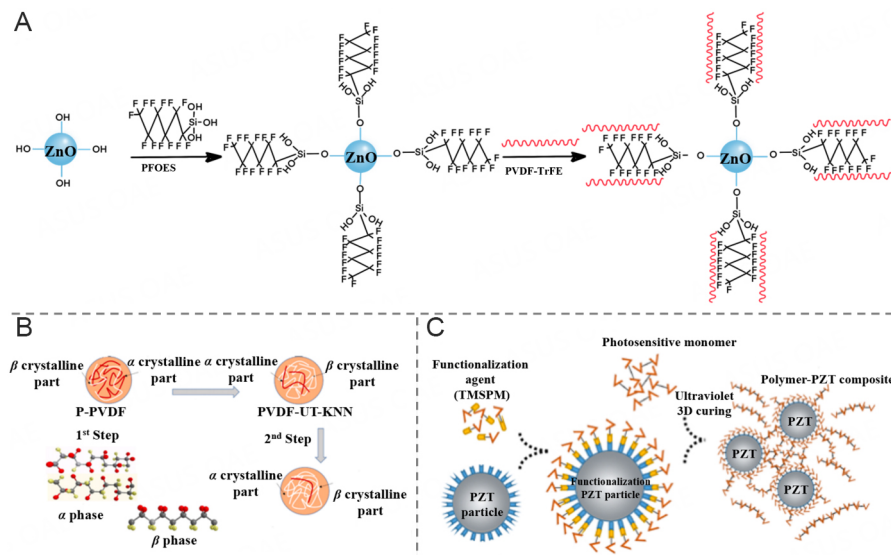 A
ZnO
OH
HO
OH
OH
PFOES
ZnO
PVDF-TrFE
ZnO
B
β crystalline
part
α crystalline
part
P-PVDF
α crystalline
part
β crystalline
part
PVDF-UT-KNN
1st Step
2nd Step
α phase
β phase
α crystalline
part
β crystalline
part
C
Functionalization
agent
(TMSPM)
PZT
particle
Functionalization
PZT particle
Photosensitive monomer
Ultraviolet
3D curing
Polymer-PZT composite
PZT
PZT
PZT